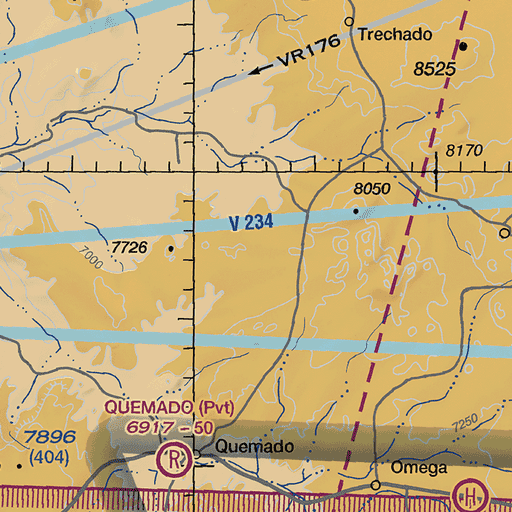 Trechado
VR176
8525
8170
8050
V 234
7726
7000
QUEMADO (Pvt)
6917 - 50
7250
7896
(404)
R
Quemado
Omega
H